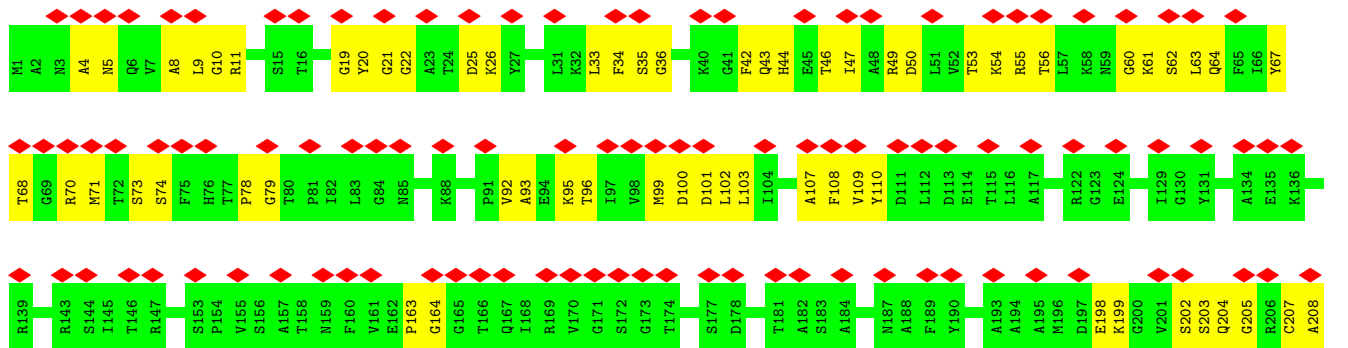 M1 A2 N3 A4 N5 Q6 V7 A8 L9 G10 R11 S15 T16 G19 Y20 G21 G22 A23 T24 D25 K26 Y27 L31 K32 L33 F34 S35 G36 K40 G41 F42 Q43 H44 E45 T46 I47 A48 R49 D50 L51 V52 T53 K54 R55 T56 L57 K58 N59 G60 K61 S62 L63 Q64 F65 I66 Y67
T68 G69 R70 M71 T72 S73 S74 F75 H76 T77 P78 G79 T80 P81 I82 L83 G84 N85 K88 P91 V92 A93 E94 K95 T96 I97 V98 M99 D100 D101 L102 L103 I104 A107 F108 V109 Y110 D111 L112 D113 E114 T115 L116 A117 R122 G123 E124 I129 G130 Y131 A134 E135 K136
R139 R143 S144 I145 T146 R147 S153 P154 V155 S156 A157 T158 N159 F160 V161 E162 P163 G164 G165 T166 Q167 I168 R169 V170 G171 S172 G173 T174 S177 D178 T181 A182 S183 A184 N187 A188 F189 Y190 A193 A194 A195 M196 D197 E198 K199 G200 V201 S202 S203 Q204 G205 R206 C207 A208